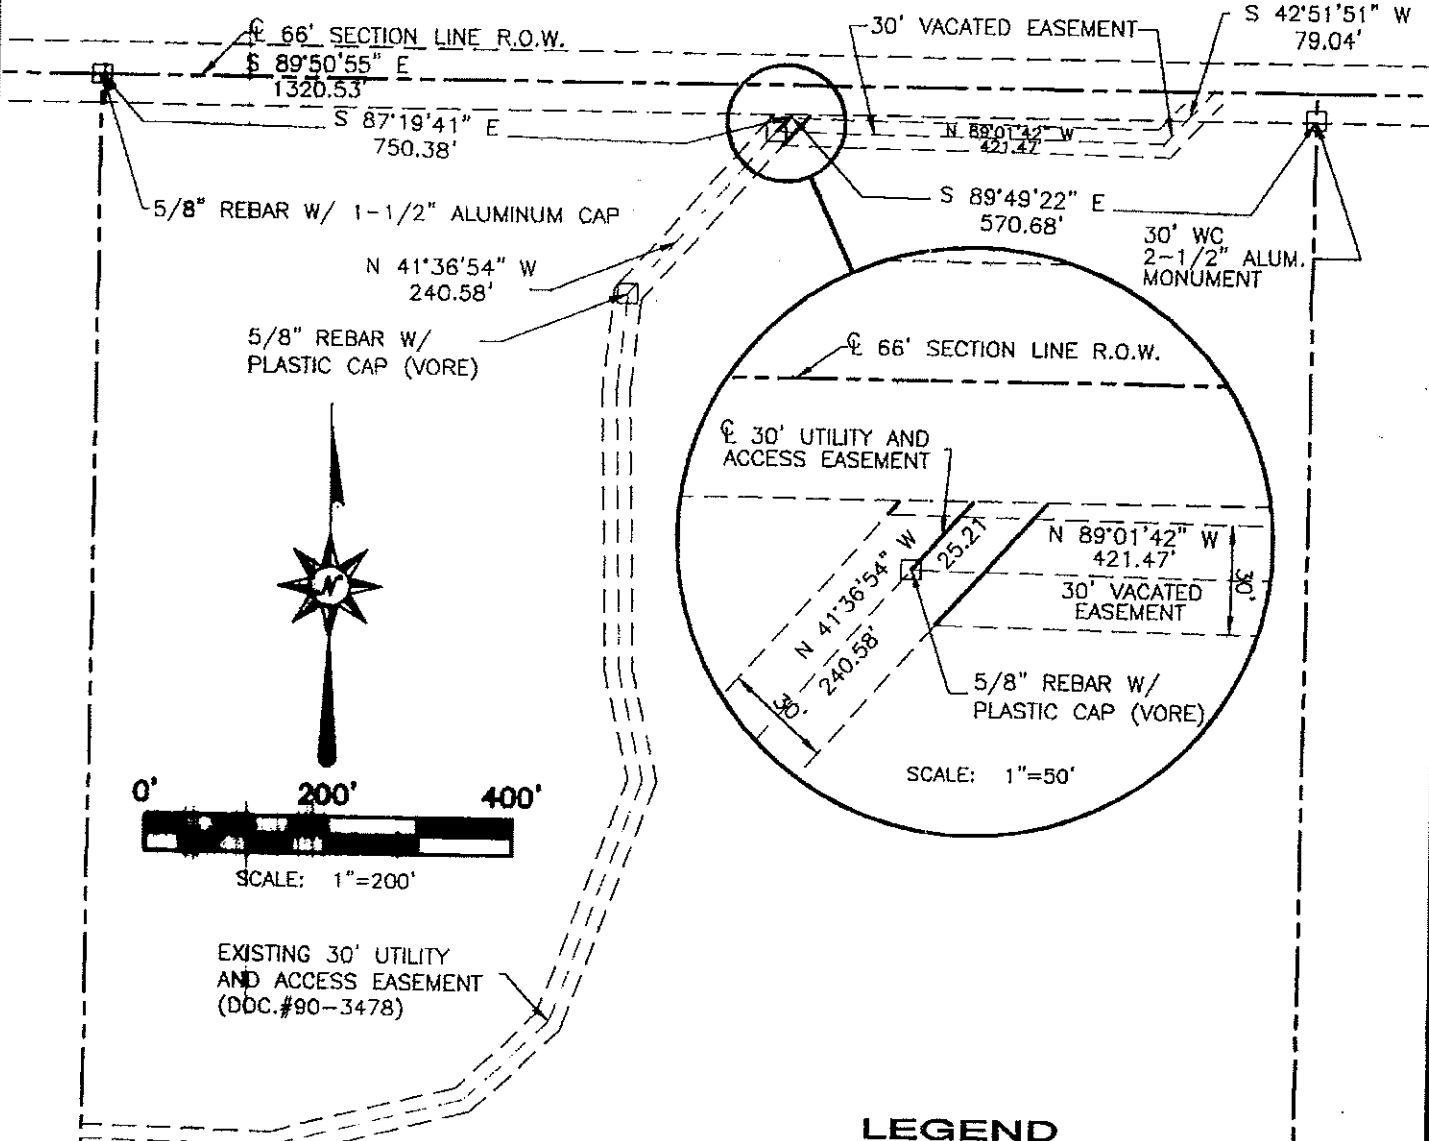 ℄ 66' SECTION LINE R.O.W.
S 89°50'55" E
1320.53'
S 87°19'41" E
750.38'
5/8" REBAR W/ 1-1/2" ALUMINUM CAP
N 41°36'54" W
240.58'
5/8" REBAR W/
PLASTIC CAP (VORE)
30' VACATED EASEMENT
S 42°51'51" W
79.04'
N 89°01'42" W
421.47'
S 89°49'22" E
570.68'
30' WC
2-1/2" ALUM.
MONUMENT
℄ 66' SECTION LINE R.O.W.
℄ 30' UTILITY AND
ACCESS EASEMENT
N 41°36'54" W
240.58'
25.21
N 89°01'42" W
421.47'
30' VACATED
EASEMENT
30'
30'
5/8" REBAR W/
PLASTIC CAP (VORE)
SCALE: 1"=50'
N
0' 200' 400'
SCALE: 1"=200'
EXISTING 30' UTILITY
AND ACCESS EASEMENT
(DOC.#90-3478)
LEGEND